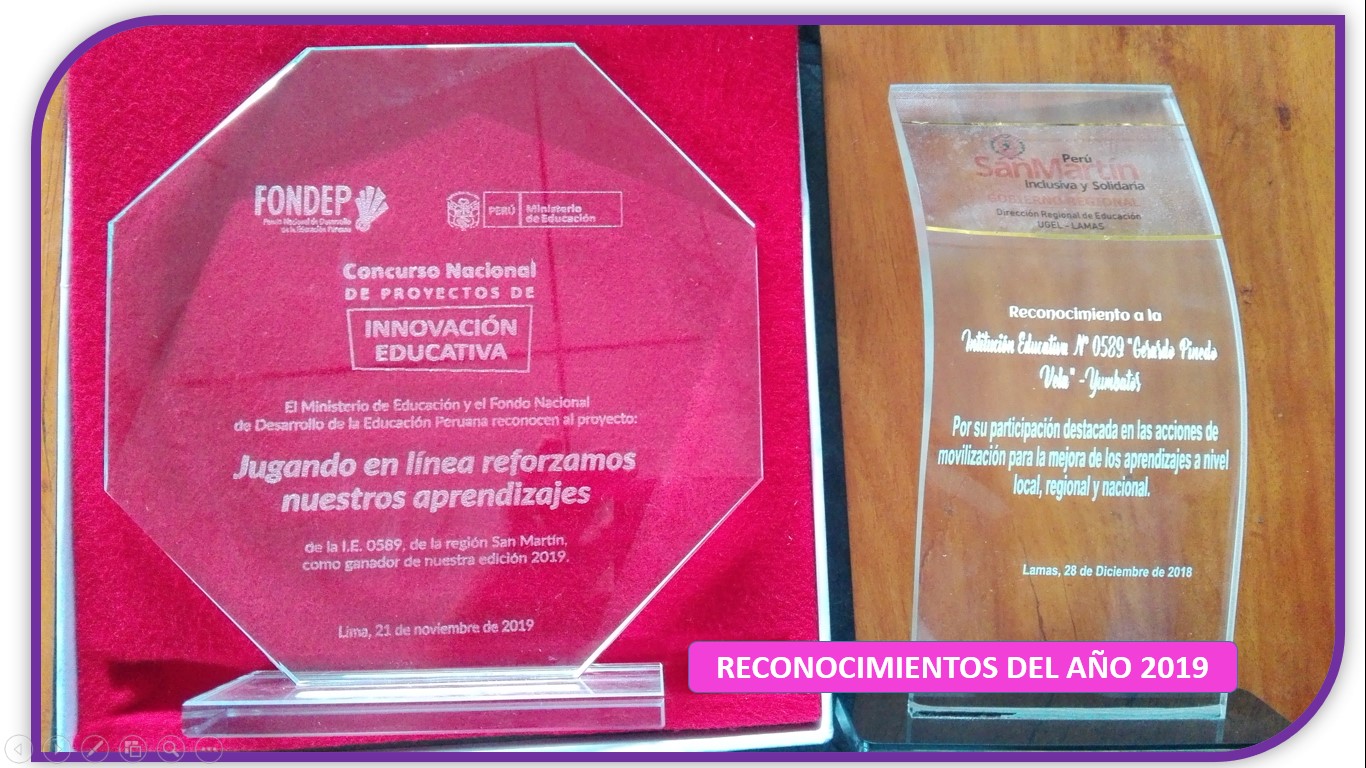 FONDEP
Fondo Nacional de Desarrollo
de la Educación Peruana
PERÚ
Ministerio
de Educación
Concurso Nacional
DE PROYECTOS DE
INNOVACIÓN
EDUCATIVA
El Ministerio de Educación y el Fondo Nacional
de Desarrollo de la Educación Peruana reconocen al proyecto:
Jugando en línea reforzamos
nuestros aprendizajes
de la I.E. 0589, de la región San Martín,
como ganador de nuestra edición 2019.
Lima, 21 de noviembre de 2019
Perú
San Martín
Inclusiva y Solidaria
GOBIERNO REGIONAL
Dirección Regional de Educación
UGEL - LAMAS
Reconocimiento a la
Intitución Educativa N° 0589 "Gerardo Pinedo
Vela" - Yumbatos
Por su participación destacada en las acciones de
movilización para la mejora de los aprendizajes a nivel
local, regional y nacional.
Lamas, 28 de Diciembre de 2018
RECONOCIMIENTOS DEL AÑO 2019